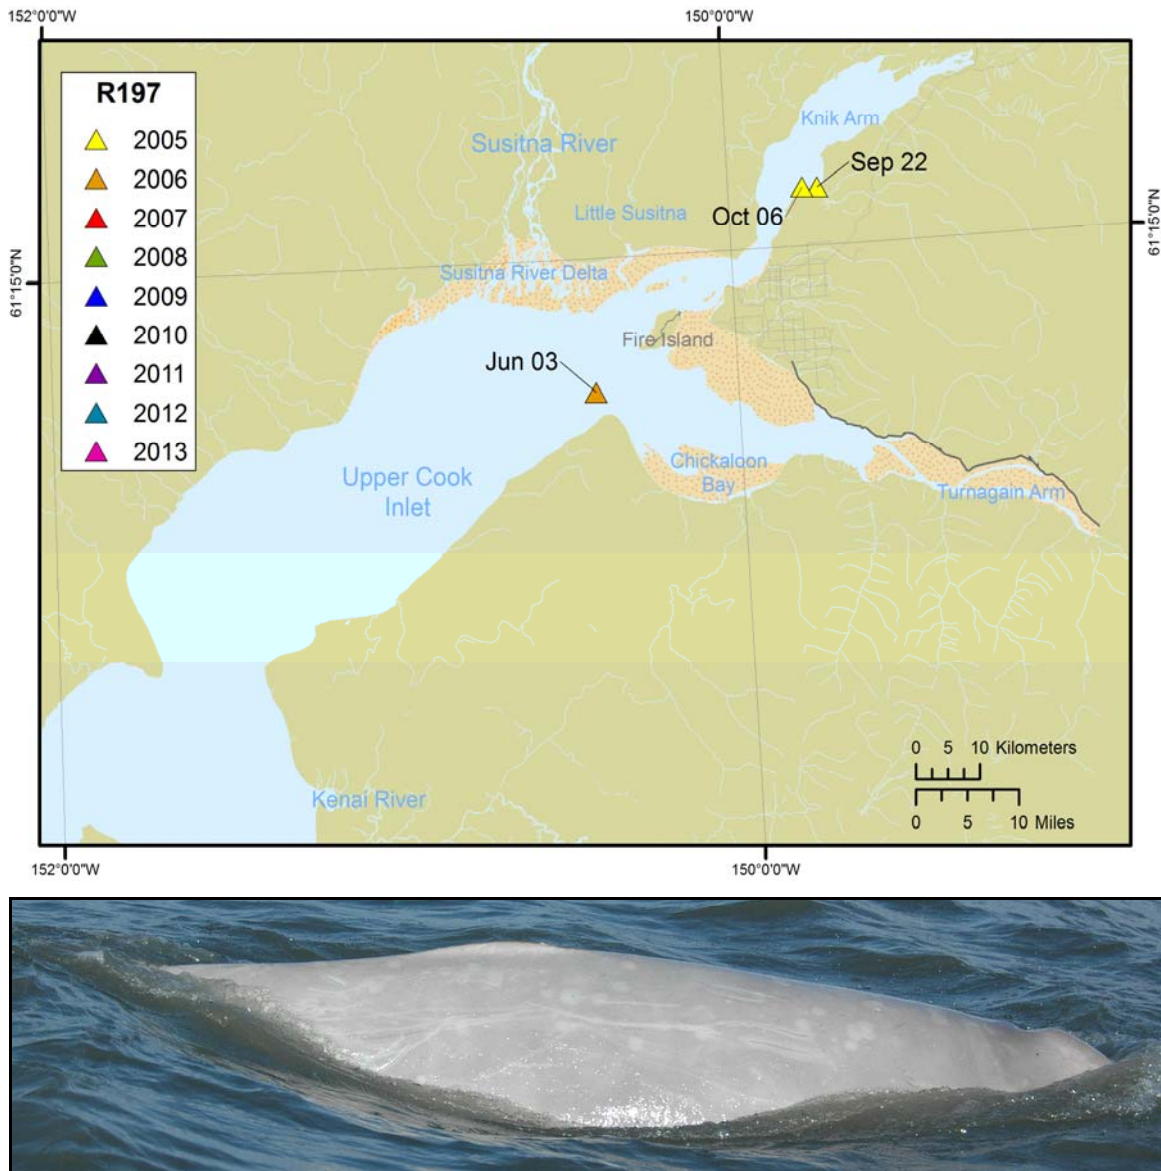 152°0'0"W
150°0'0"W
R197
2005
2006
2007
2008
2009
2010
2011
2012
2013
Knik Arm
Susitna River
Sep 22
Little Susitna
Oct 06
61°15'0"N
61°15'0"N
Susitna River Delta
Fire Island
Jun 03
Chickaloon
Bay
Upper Cook
Inlet
Turnagain Arm
0 5 10 Kilometers
Kenai River
0 5 10 Miles
152°0'0"W
150°0'0"W